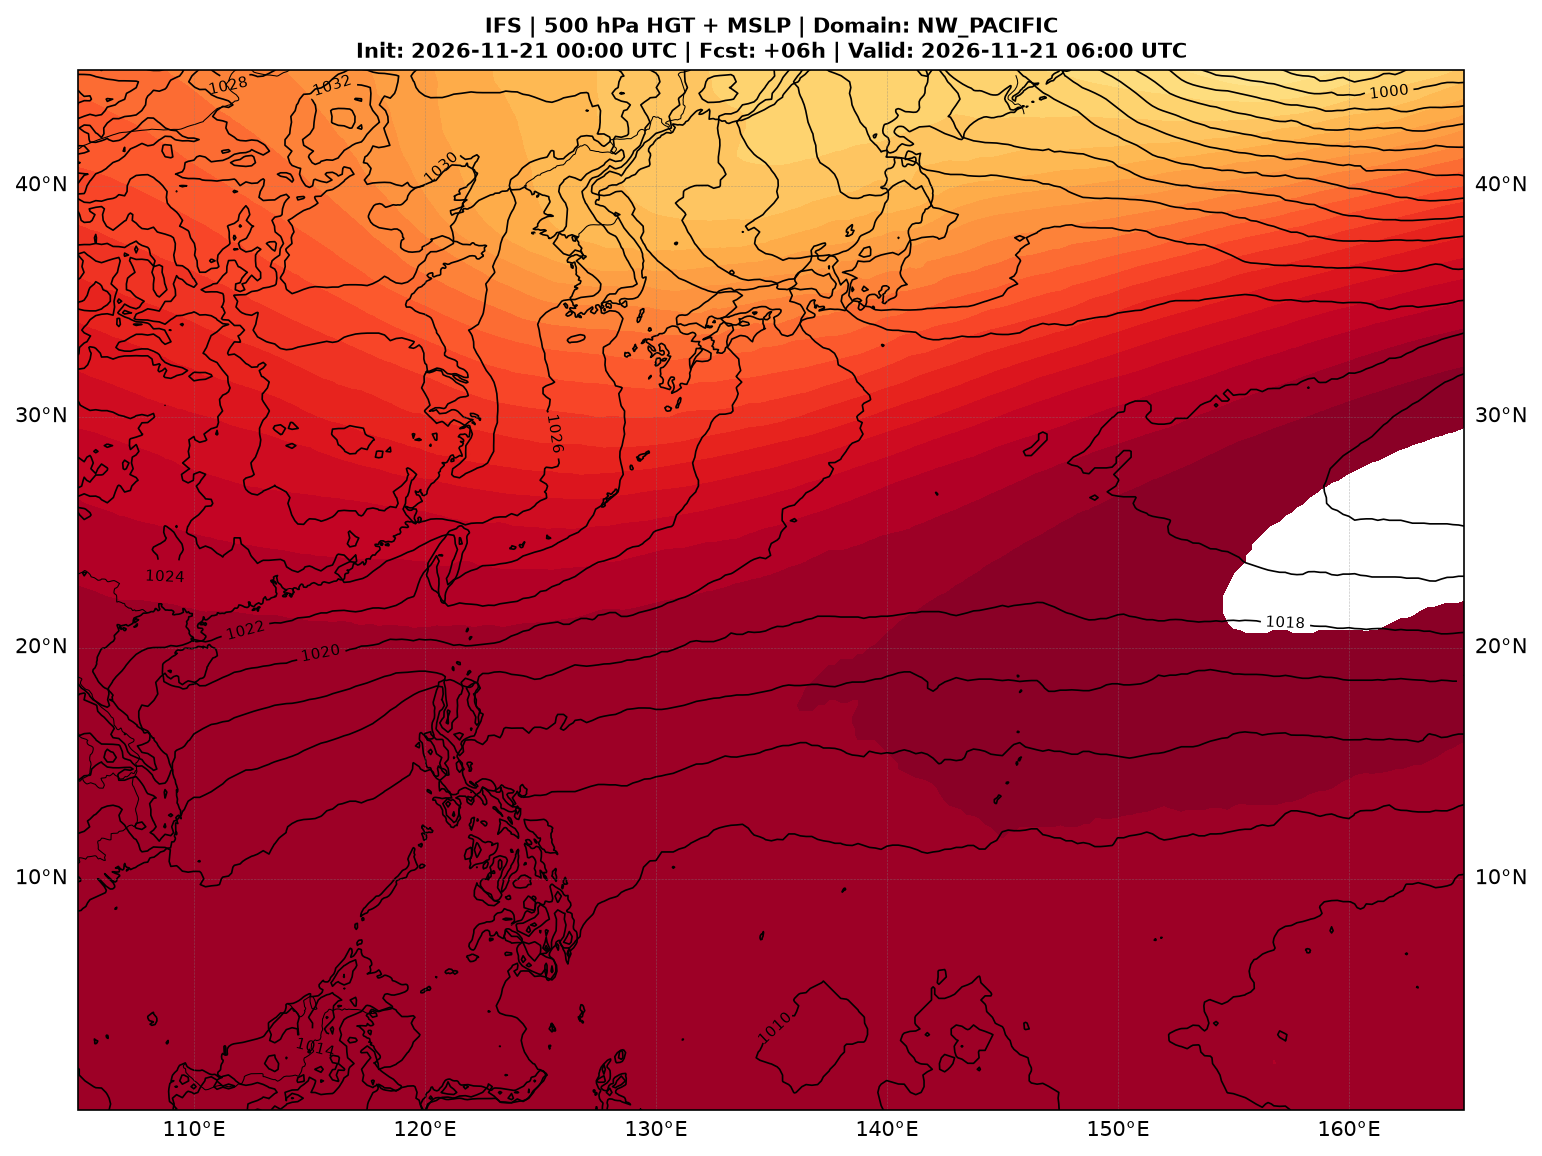 IFS | 500 hPa HGT + MSLP | Domain: NW_PACIFIC
Init: 2026-11-21 00:00 UTC | Fcst: +06h | Valid: 2026-11-21 06:00 UTC
1028
1032
1000
1030
40°N
40°N
30°N
30°N
1026
1024
1022
1018
1020
20°N
20°N
10°N
10°N
1010
1014
110°E
120°E
130°E
140°E
150°E
160°E